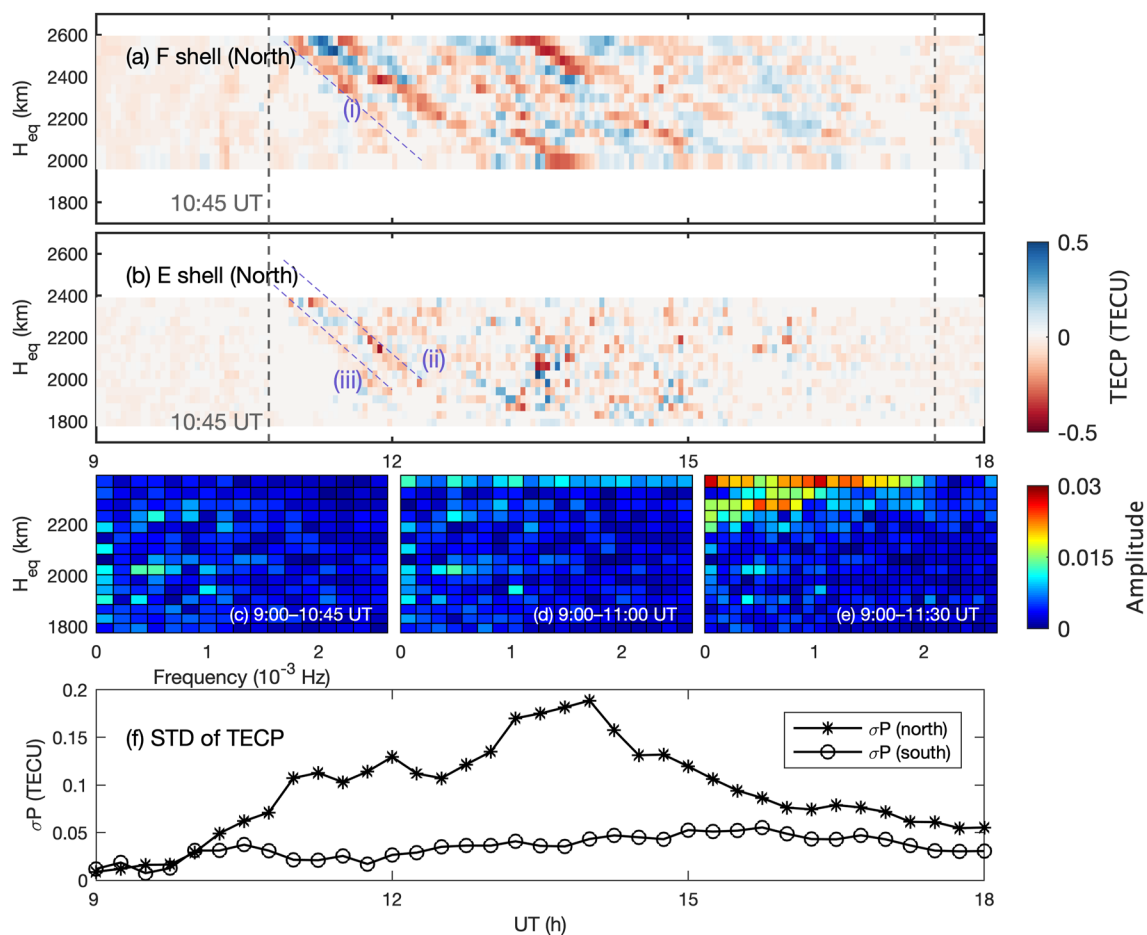 2600
2400
2200
2000
1800
H_eq (km)
(a) F shell (North)
(i)
10:45 UT
2600
2400
2200
2000
1800
H_eq (km)
(b) E shell (North)
(ii)
(iii)
10:45 UT
9
12
15
18
0.5
0
-0.5
TECP (TECU)
2200
2000
1800
H_eq (km)
(c) 9:00–10:45 UT
(d) 9:00–11:00 UT
(e) 9:00–11:30 UT
0
1
2
0
1
2
0
1
2
Frequency (10⁻³ Hz)
0.03
0.015
0
Amplitude
0.2
0.15
0.1
0.05
0
σP (TECU)
(f) STD of TECP
σP (north)
σP (south)
9
12
15
18
UT (h)